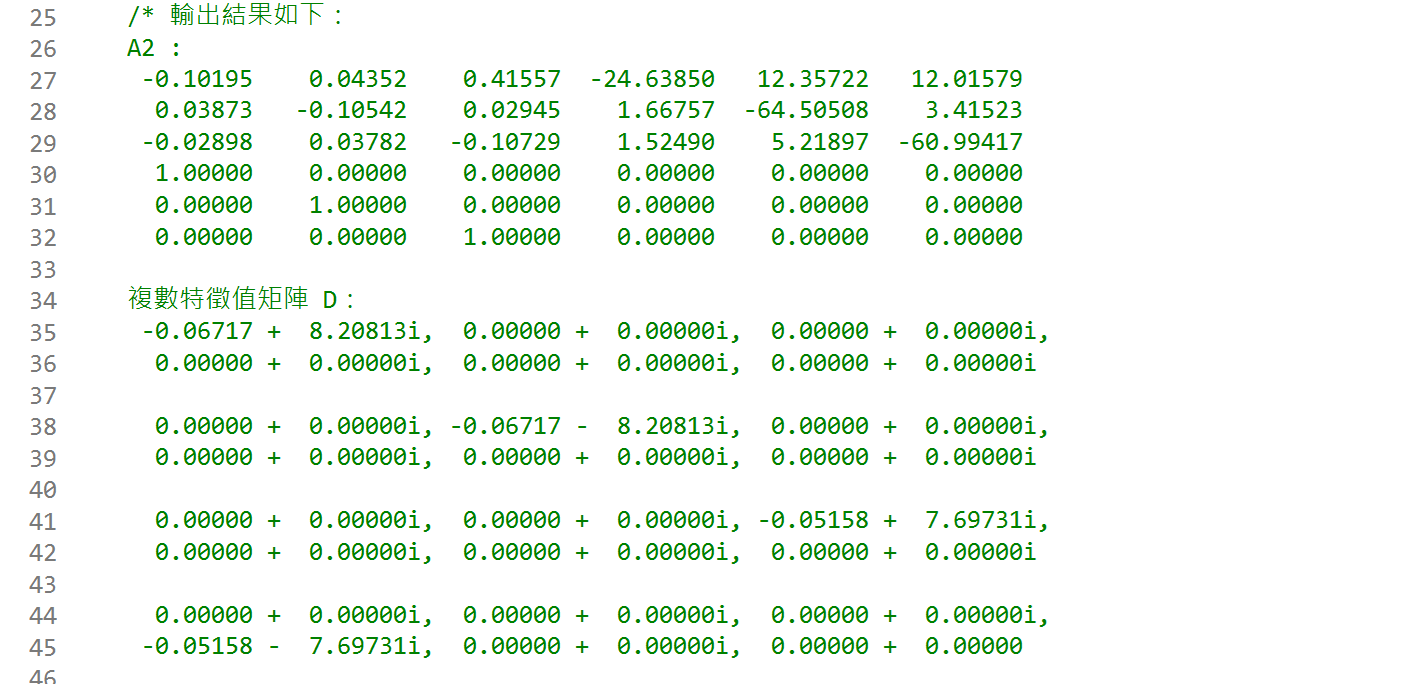 25 /* 輸出結果如下：
26 A2 :
27 -0.10195 0.04352 0.41557 -24.63850 12.35722 12.01579
28 0.03873 -0.10542 0.02945 1.66757 -64.50508 3.41523
29 -0.02898 0.03782 -0.10729 1.52490 5.21897 -60.99417
30 1.00000 0.00000 0.00000 0.00000 0.00000 0.00000
31 0.00000 1.00000 0.00000 0.00000 0.00000 0.00000
32 0.00000 0.00000 1.00000 0.00000 0.00000 0.00000
33
34 複數特徵值矩陣 D：
35 -0.06717 + 8.20813i, 0.00000 + 0.00000i, 0.00000 + 0.00000i,
36 0.00000 + 0.00000i, 0.00000 + 0.00000i, 0.00000 + 0.00000i
37
38 0.00000 + 0.00000i, -0.06717 - 8.20813i, 0.00000 + 0.00000i,
39 0.00000 + 0.00000i, 0.00000 + 0.00000i, 0.00000 + 0.00000i
40
41 0.00000 + 0.00000i, 0.00000 + 0.00000i, -0.05158 + 7.69731i,
42 0.00000 + 0.00000i, 0.00000 + 0.00000i, 0.00000 + 0.00000i
43
44 0.00000 + 0.00000i, 0.00000 + 0.00000i, 0.00000 + 0.00000i,
45 -0.05158 - 7.69731i, 0.00000 + 0.00000i, 0.00000 + 0.00000
46